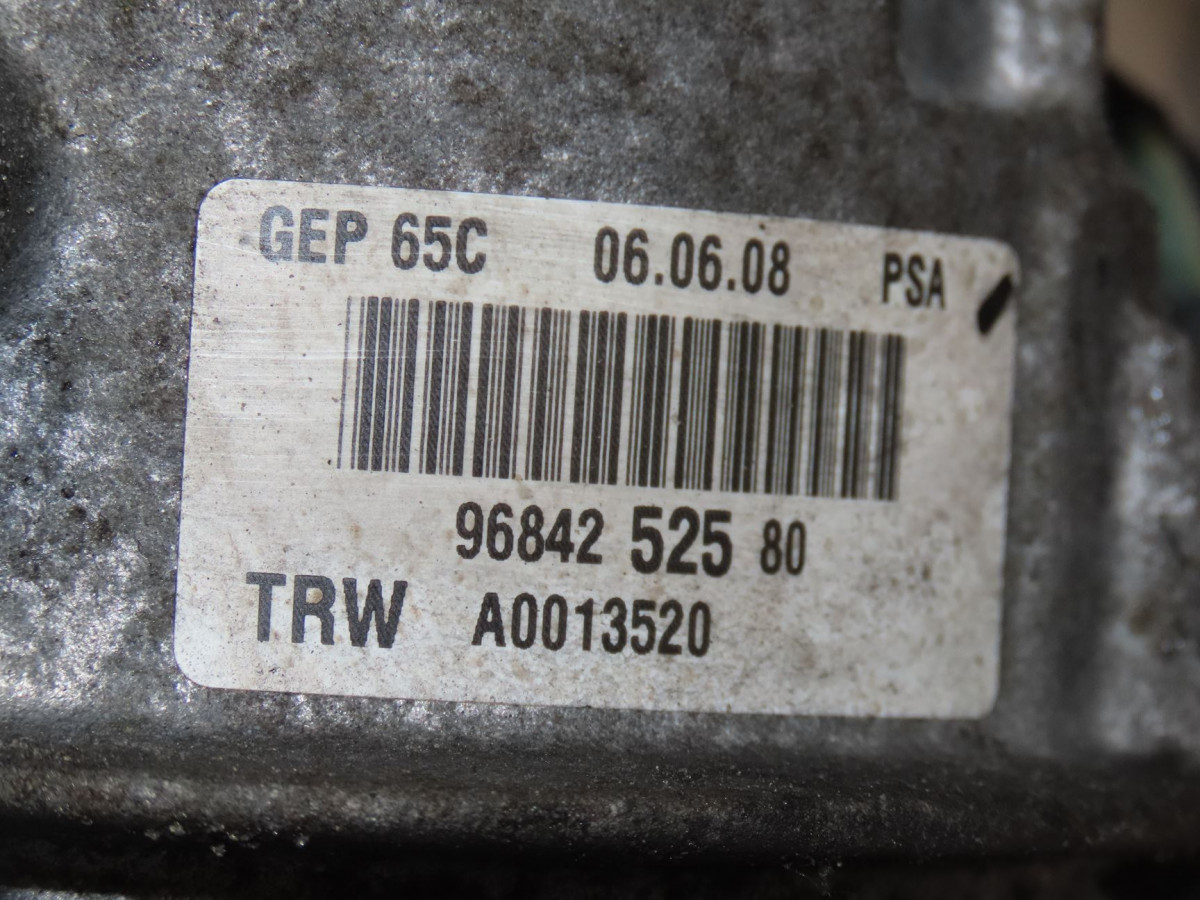 GEP 65C 06.06.08 PSA
96842 525 80
TRW A0013520